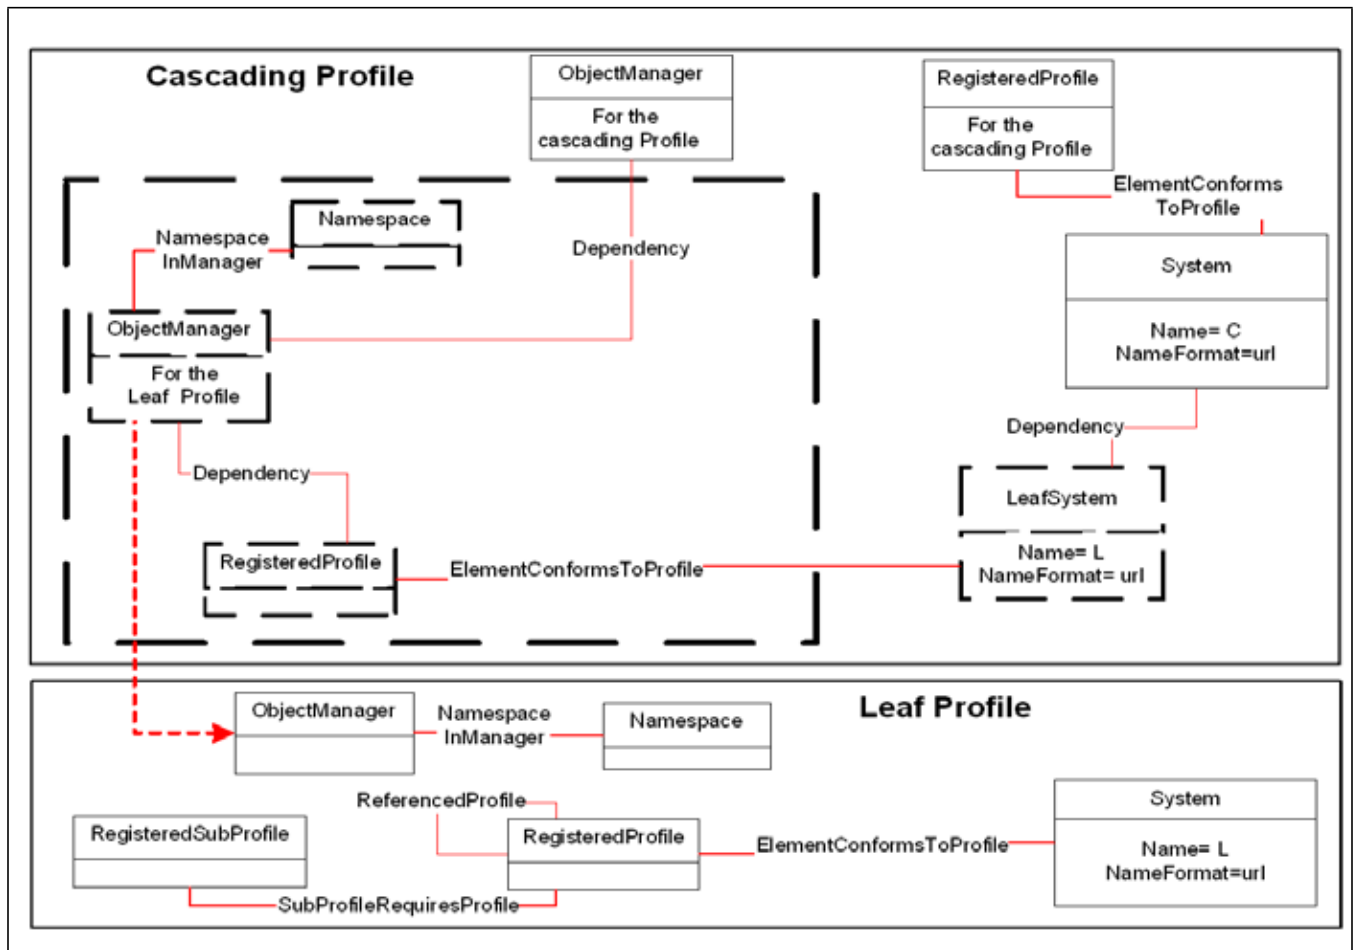 Cascading Profile
ObjectManager
For the
cascading Profile
RegisteredProfile
For the
cascading Profile
ElementConforms
ToProfile
Namespace
Namespace
InManager
Dependency
System
Name= C
NameFormat=url
ObjectManager
For the
Leaf Profile
Dependency
Dependency
LeafSystem
Name= L
NameFormat= url
RegisteredProfile
ElementConformsToProfile
Leaf Profile
ObjectManager
Namespace
InManager
Namespace
ReferencedProfile
RegisteredSubProfile
RegisteredProfile
ElementConformsToProfile
System
Name= L
NameFormat=url
SubProfileRequiresProfile